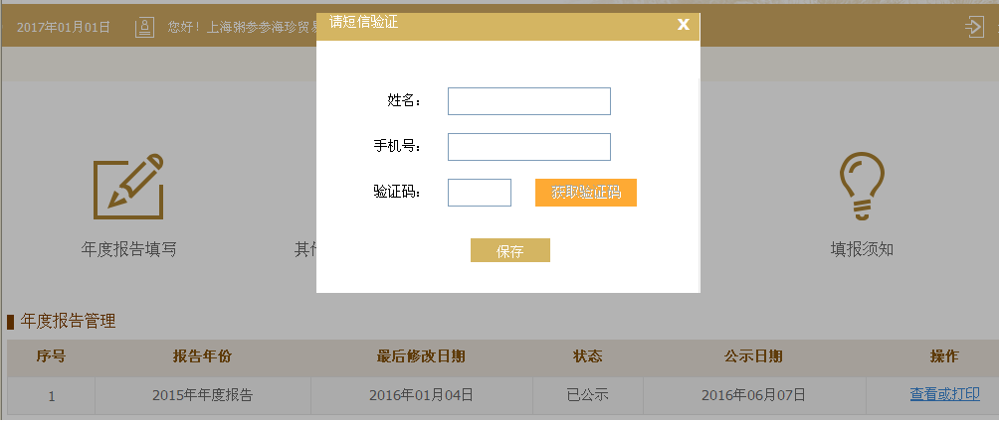 请短信验证 x
2017年01月01日 您好！上海粥参参海珍贸易
姓名：
手机号：
验证码： 获取验证码
保存
年度报告填写 其他 填报须知
年度报告管理
序号 报告年份 最后修改日期 状态 公示日期 操作
1 2015年年度报告 2016年01月04日 已公示 2016年06月07日 查看或打印